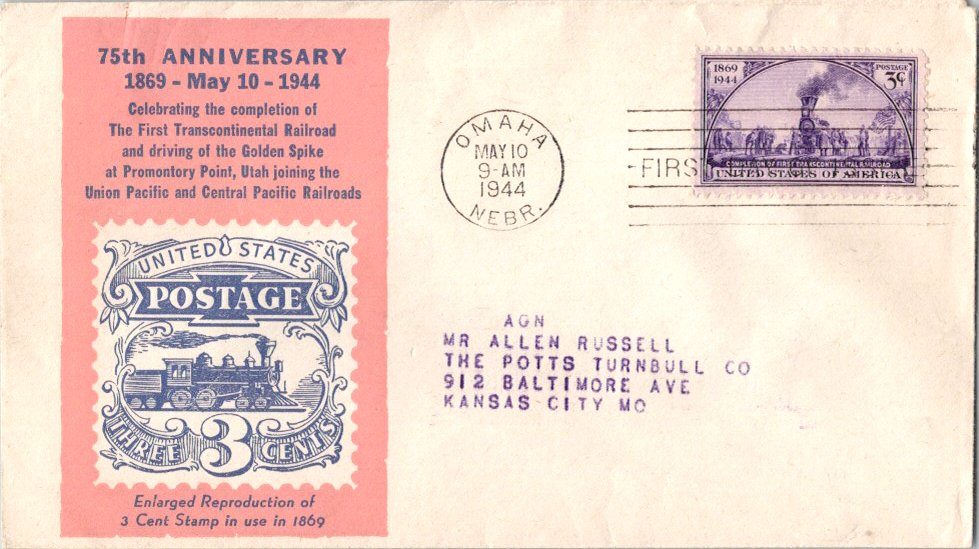 75th ANNIVERSARY
1869 - May 10 - 1944
Celebrating the completion of
The First Transcontinental Railroad
and driving of the Golden Spike
at Promontory Point, Utah joining the
Union Pacific and Central Pacific Railroads
UNITED STATES
POSTAGE
THREE 3 CENTS
Enlarged Reproduction of
3 Cent Stamp in use in 1869
OMAHA
MAY 10
9-AM
1944
NEBR.
FIRS
1869
1944
POSTAGE
3¢
COMPLETION OF FIRST TRANSCONTINENTAL RAILROAD
UNITED STATES OF AMERICA
AGN
MR ALLEN RUSSELL
THE POTTS TURNBULL CO
912 BALTIMORE AVE
KANSAS CITY MO